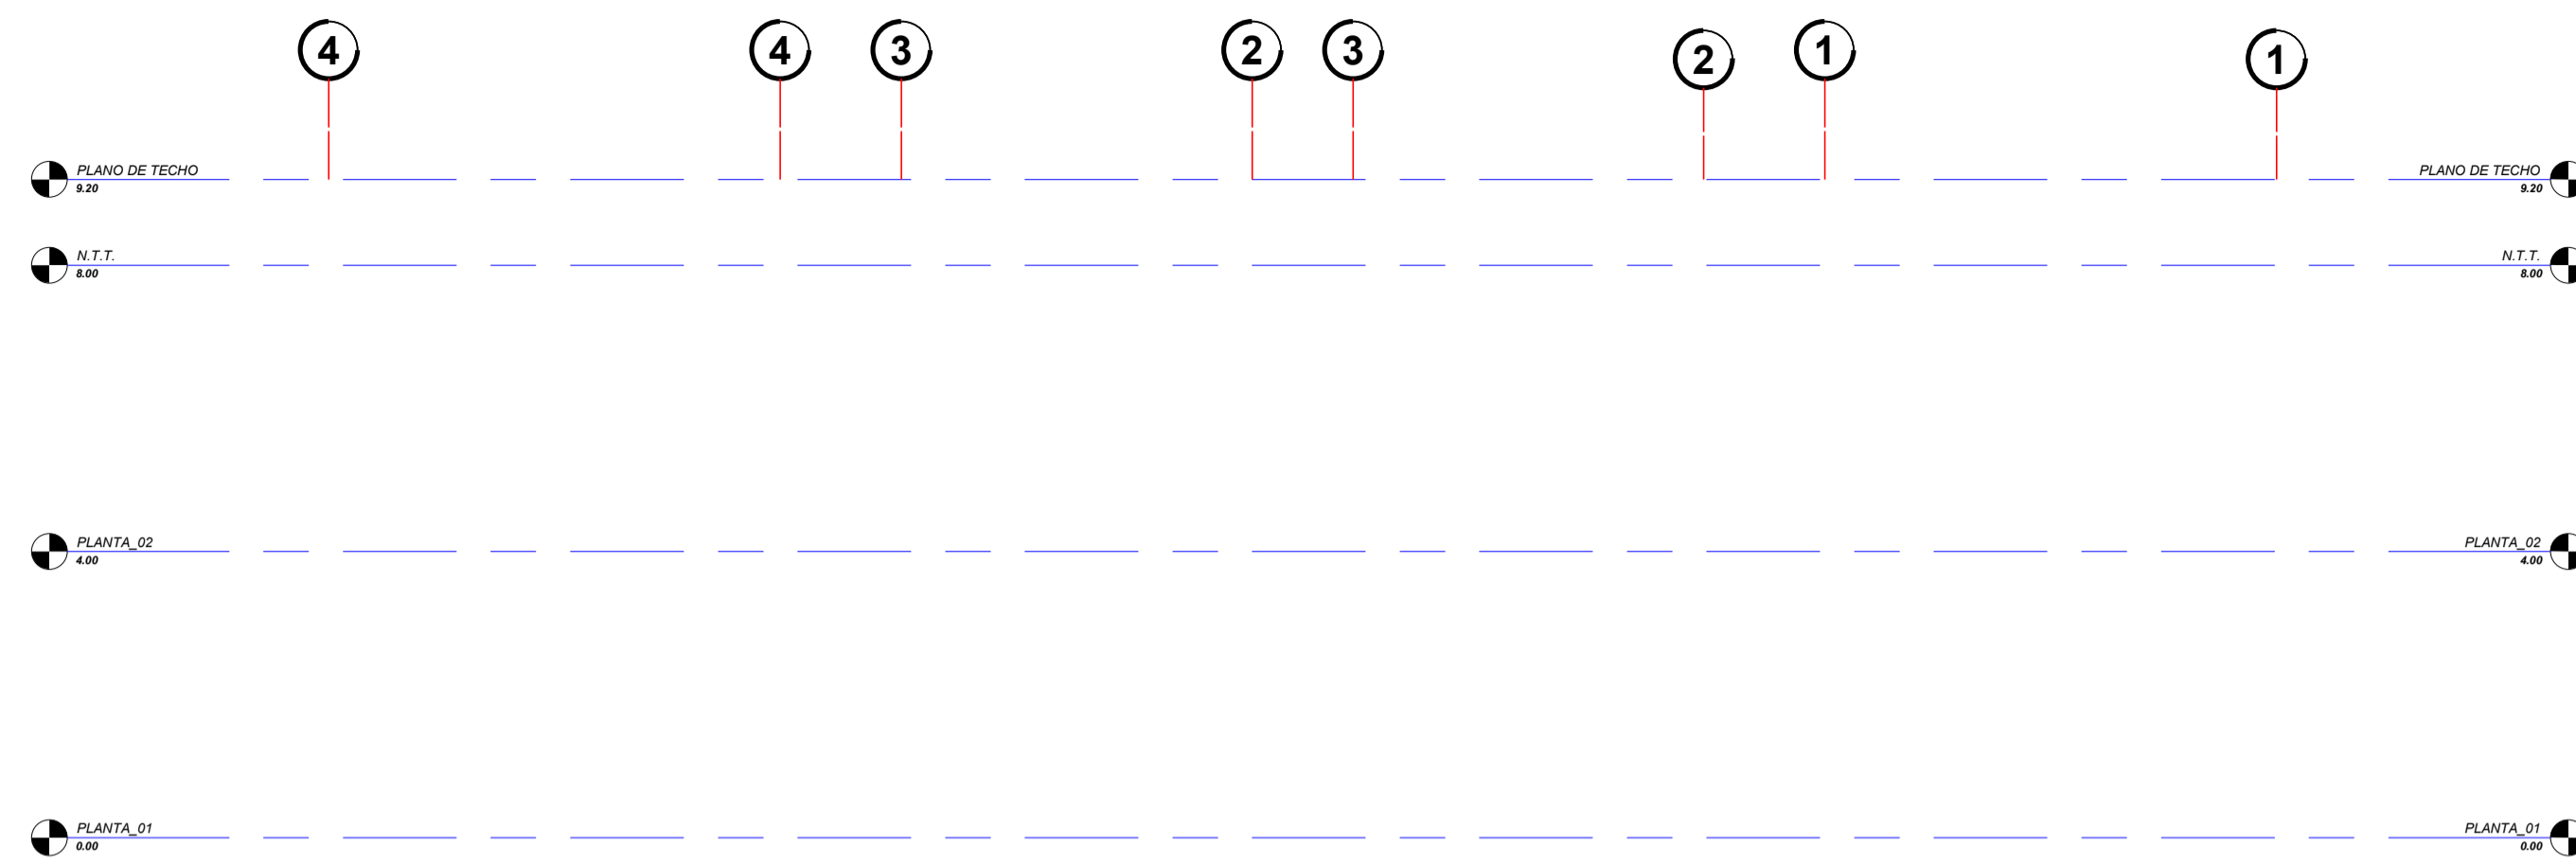 4 4 3 2 3 2 1 1
PLANO DE TECHO PLANO DE TECHO
9.20 9.20
N.T.T. N.T.T.
8.00 8.00
PLANTA_02 PLANTA_02
4.00 4.00
PLANTA_01 PLANTA_01
0.00 0.00